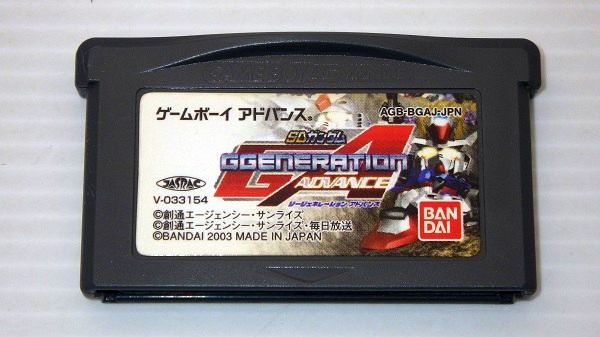 GAME BOY ADVANCE
ゲームボーイ アドバンス®
AGB-BGAJ-JPN
SDガンダム
GGENERATION
ADVANCE
ジージェネレーション アドバンス
JASRAC
V-033154
©創通エージェンシー・サンライズ
©創通エージェンシー・サンライズ・毎日放送
©BANDAI 2003 MADE IN JAPAN
BAN
DAI